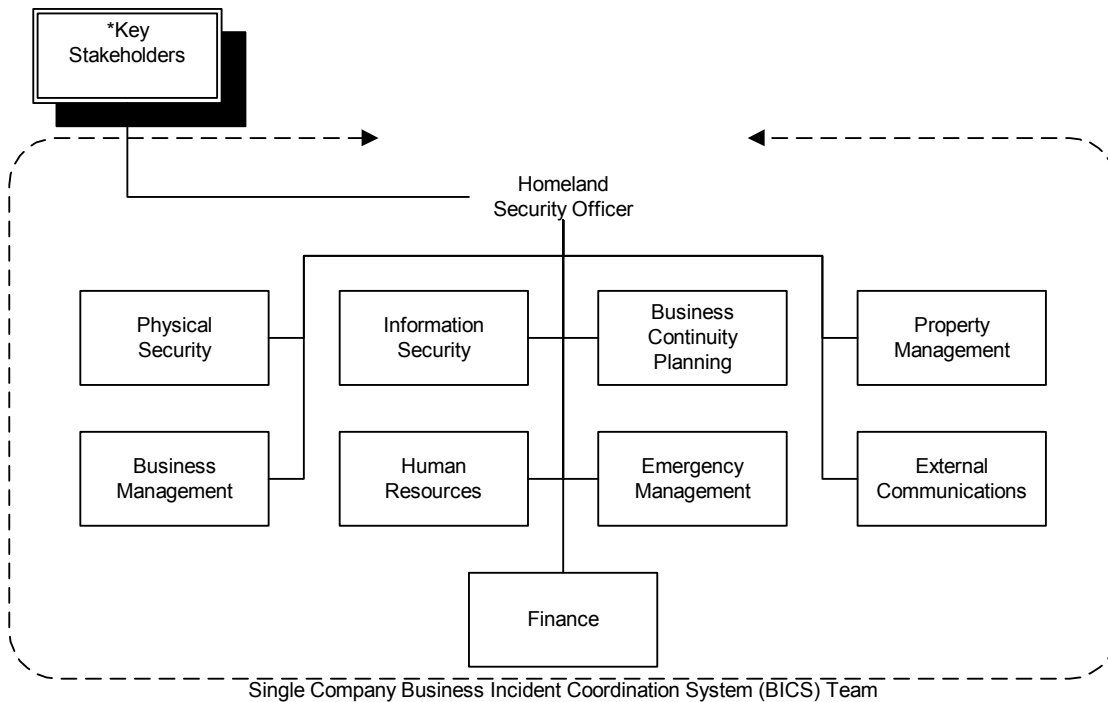 *Key
Stakeholders
Homeland
Security Officer
Physical
Security
Information
Security
Business
Continuity
Planning
Property
Management
Business
Management
Human
Resources
Emergency
Management
External
Communications
Finance
Single Company Business Incident Coordination System (BICS) Team